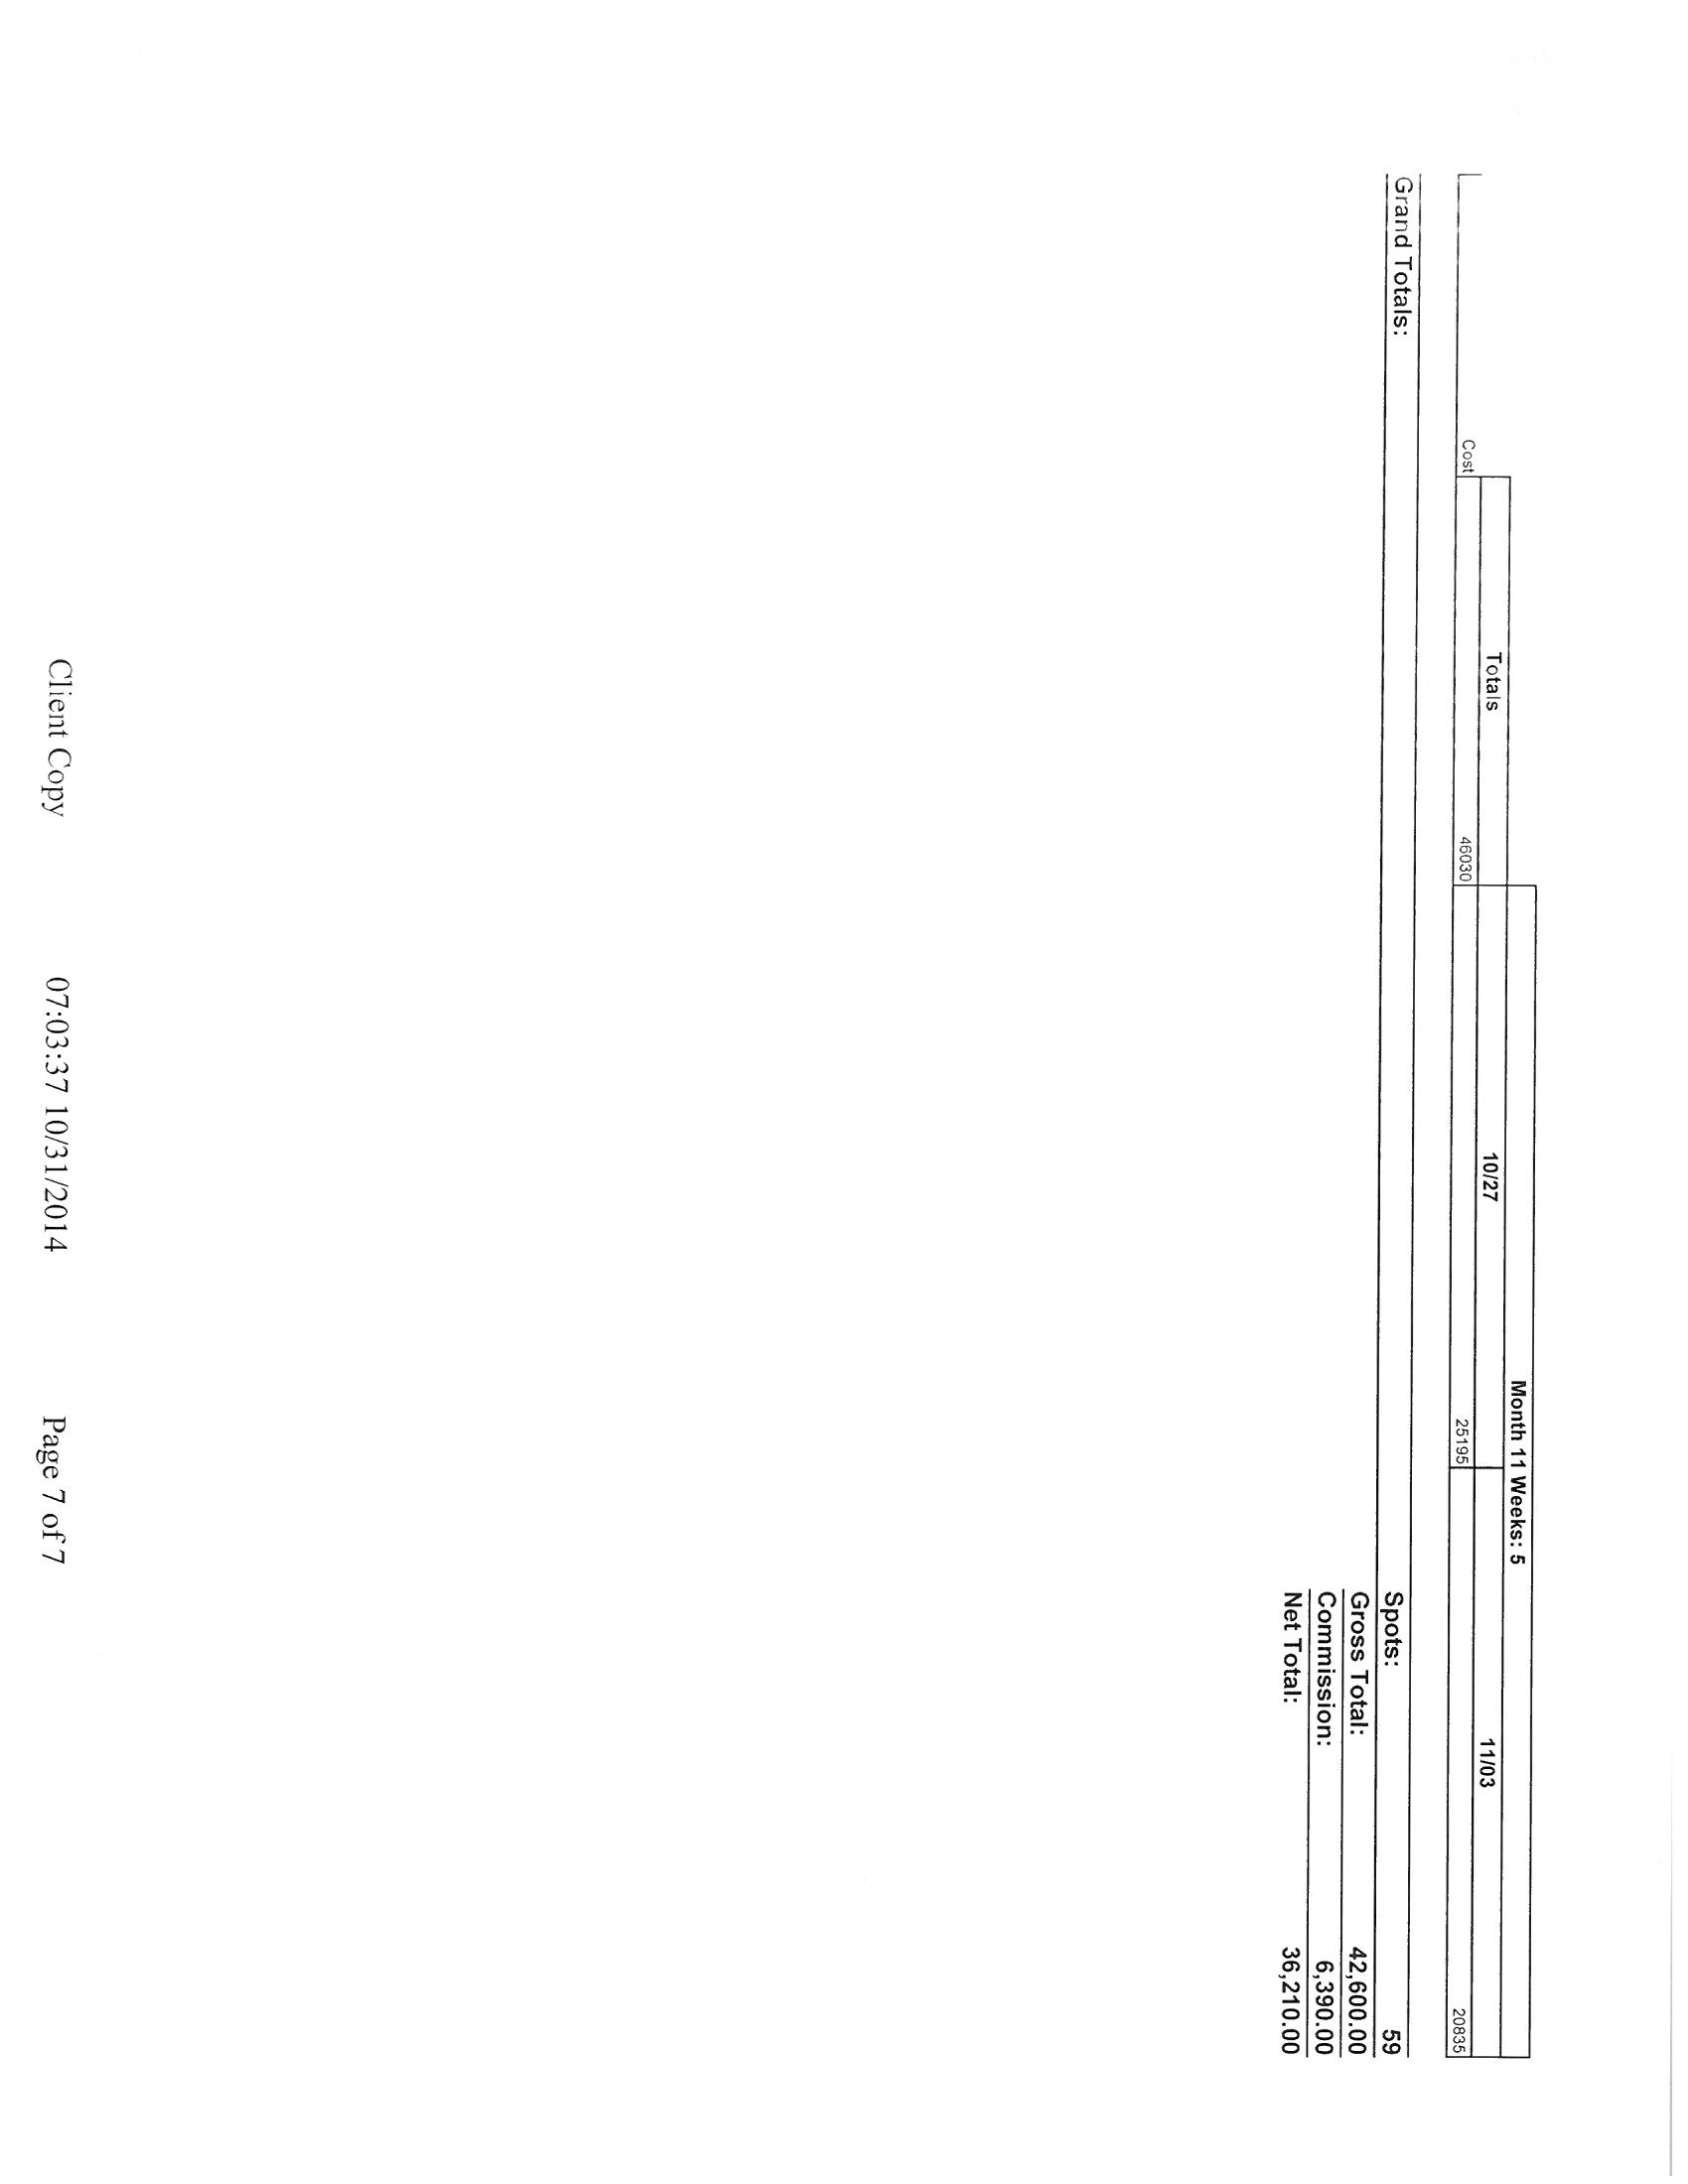 Month 11 Weeks: 5
Totals 10/27 11/03
Cost 46030 25195 20835
Grand Totals: Spots: 59
Gross Total: 42,600.00
Commission: 6,390.00
Net Total: 36,210.00
Client Copy 07:03:37 10/31/2014 Page 7 of 7